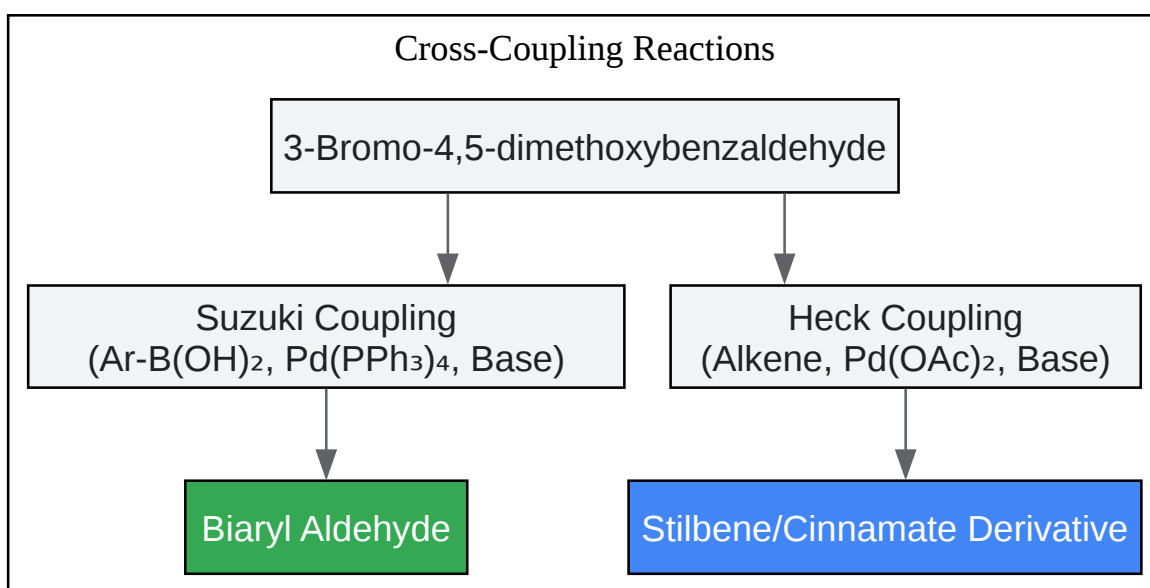 Cross-Coupling Reactions
3-Bromo-4,5-dimethoxybenzaldehyde
Suzuki Coupling
(Ar-B(OH)₂, Pd(PPh₃)₄, Base)
Heck Coupling
(Alkene, Pd(OAc)₂, Base)
Biaryl Aldehyde
Stilbene/Cinnamate Derivative